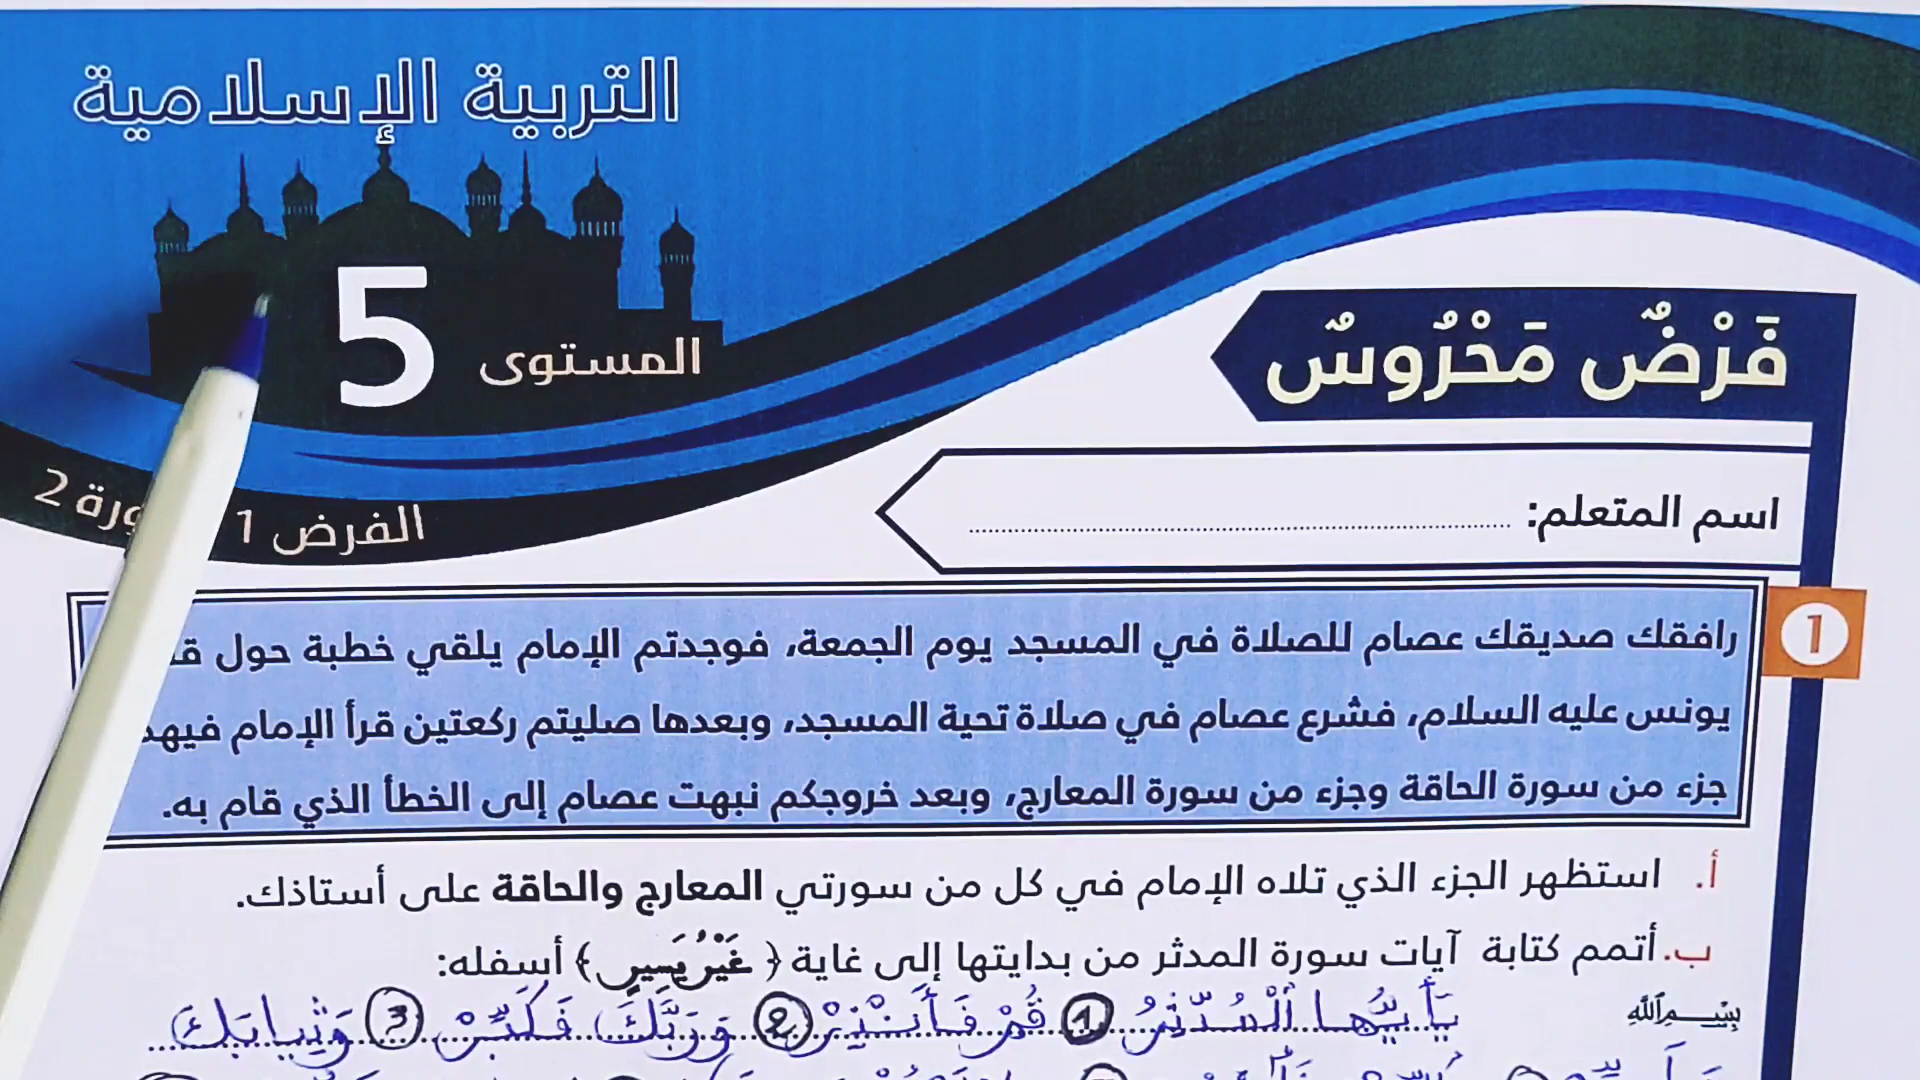 التربية الإسلامية
المستوى 5
الفرض 1
2
فَرْضٌ مَحْرُوسٌ
اسم المتعلم:
1
رافقك صديقك عصام للصلاة في المسجد يوم الجمعة، فوجدتم الإمام يلقي خطبة حول
يونس عليه السلام، فشرع عصام في صلاة تحية المسجد، وبعدها صليتم ركعتين قرأ الإمام
جزء من سورة الحاقة وجزء من سورة المعارج، وبعد خروجكم نبهت عصام إلى الخطأ الذي قام به.
أ. استظهر الجزء الذي تلاه الإمام في كل من سورتي المعارج والحاقة على أستاذك.
ب. أتمم كتابة آيات سورة المدثر من بدايتها إلى غاية ﴿ غَيْرُ يَسِيرٍ ﴾ أسفله:
بِسْمِ اللَّهِ يَٰأَيُّهَا ٱلْمُدَّثِّرُ 1 قُمْ فَأَنْذِرْ 2 وَرَبَّكَ فَكَبِّرْ 3 وَثِيَابَكَ